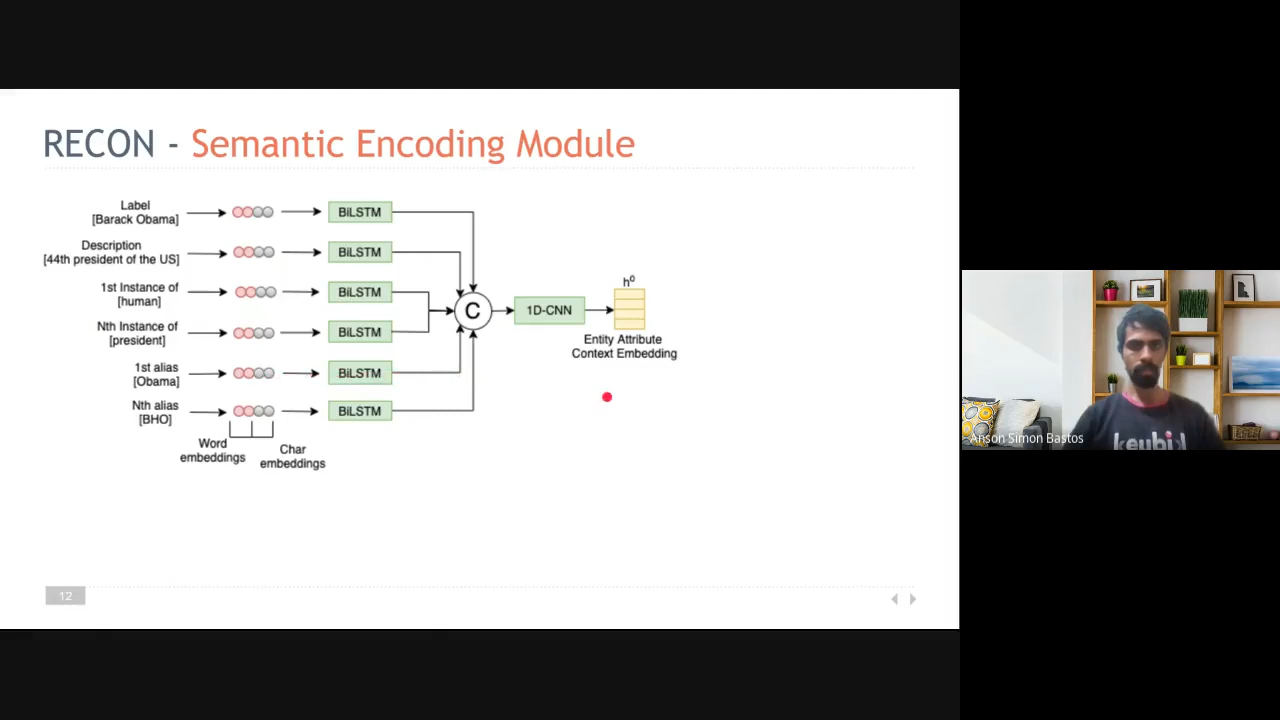 RECON - Semantic Encoding Module
Label
[Barack Obama]
BiLSTM
Description
[44th president of the US]
BiLSTM
1st Instance of
[human]
BiLSTM
Nth Instance of
[president]
BiLSTM
1st alias
[Obama]
BiLSTM
Nth alias
[BHO]
BiLSTM
Word
embeddings
Char
embeddings
C
1D-CNN
h⁰
Entity Attribute
Context Embedding
12
Anson Simon Bastos